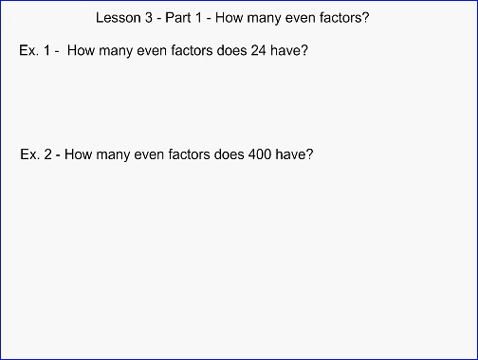 Lesson 3 - Part 1 - How many even factors?
Ex. 1 -  How many even factors does 24 have?
Ex. 2 - How many even factors does 400 have?